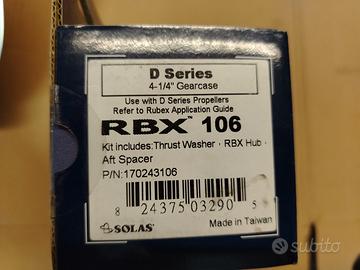 D Series
4-1/4" Gearcase
Use with D Series Propellers
Refer to Rubex Application Guide
RBX™ 106
Kit includes:Thrust Washer · RBX Hub ·
Aft Spacer
P/N:170243106
8 24375 03290 5
SOLAS®
Made in Taiwan
subito